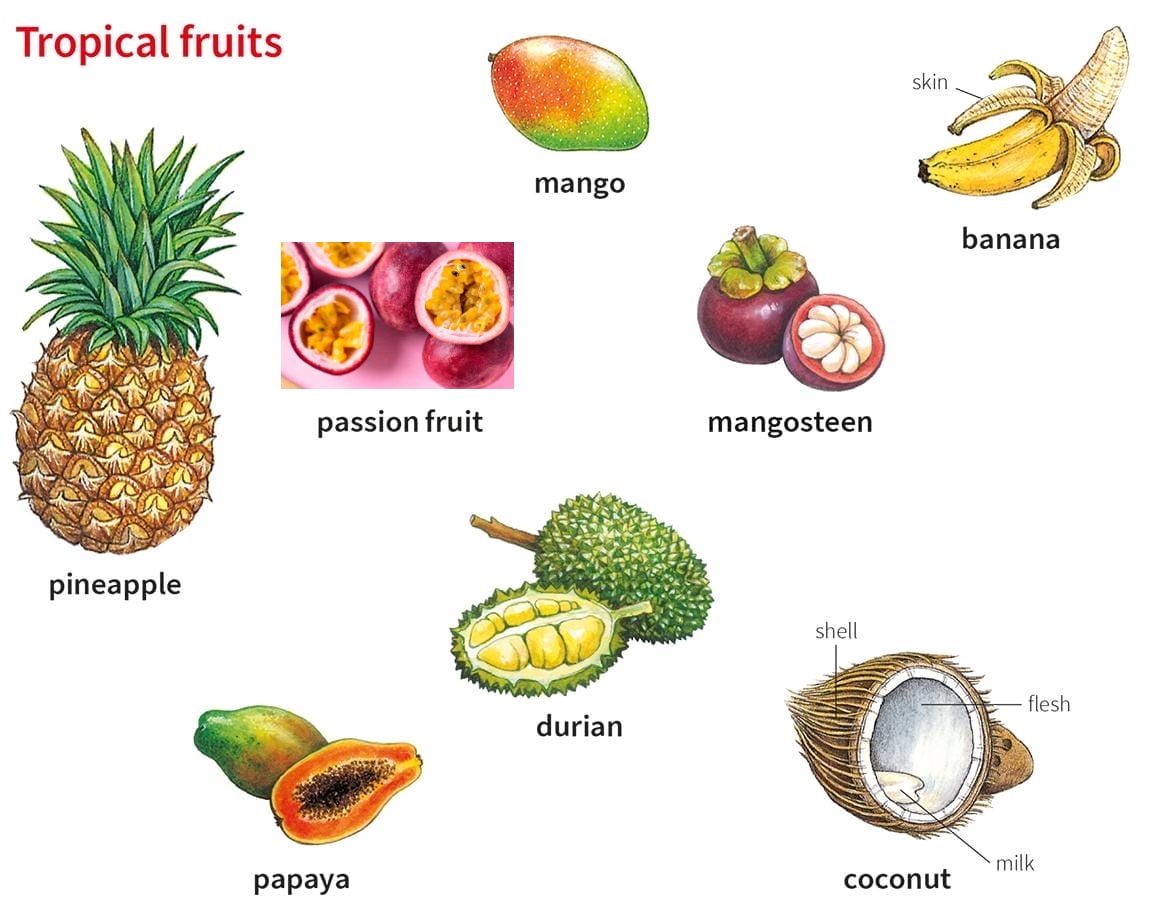 Tropical fruits
mango
skin
banana
passion fruit
mangosteen
pineapple
durian
shell
flesh
milk
papaya
coconut